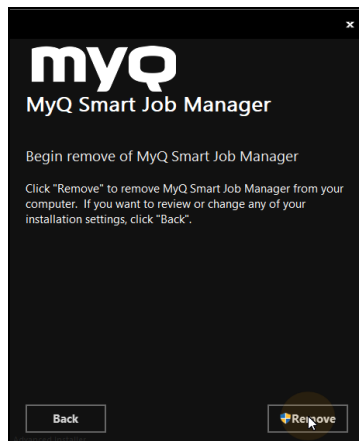 x
myQ
MyQ Smart Job Manager
Begin remove of MyQ Smart Job Manager
Click "Remove" to remove MyQ Smart Job Manager from your
computer. If you want to review or change any of your
installation settings, click "Back".
Back
Remove